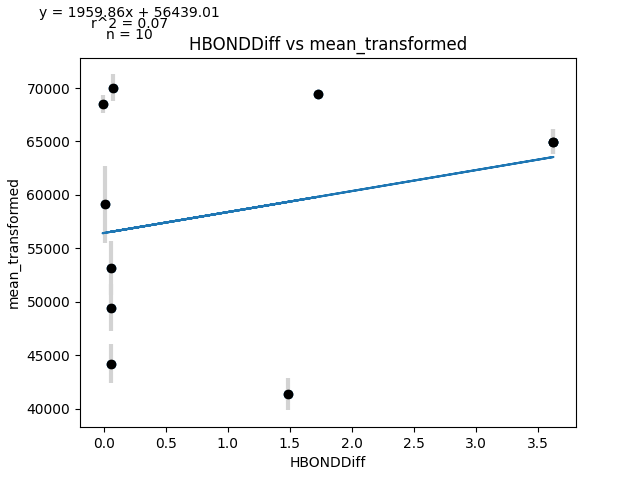 y = 1959.86x + 56439.01
r^2 = 0.07
n = 10
HBONDDiff vs mean_transformed
mean_transformed
70000
65000
60000
55000
50000
45000
40000
0.0 0.5 1.0 1.5 2.0 2.5 3.0 3.5
HBONDDiff